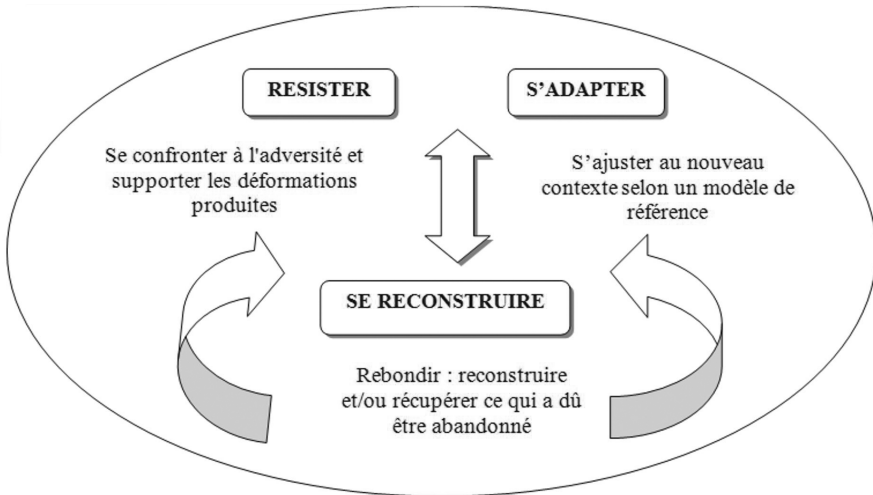 RESISTER
S’ADAPTER
Se confronter à l'adversité et
supporter les déformations
produites
S’ajuster au nouveau
contexte selon un modèle de
référence
SE RECONSTRUIRE
Rebondir : reconstruire
et/ou récupérer ce qui a dû
être abandonné